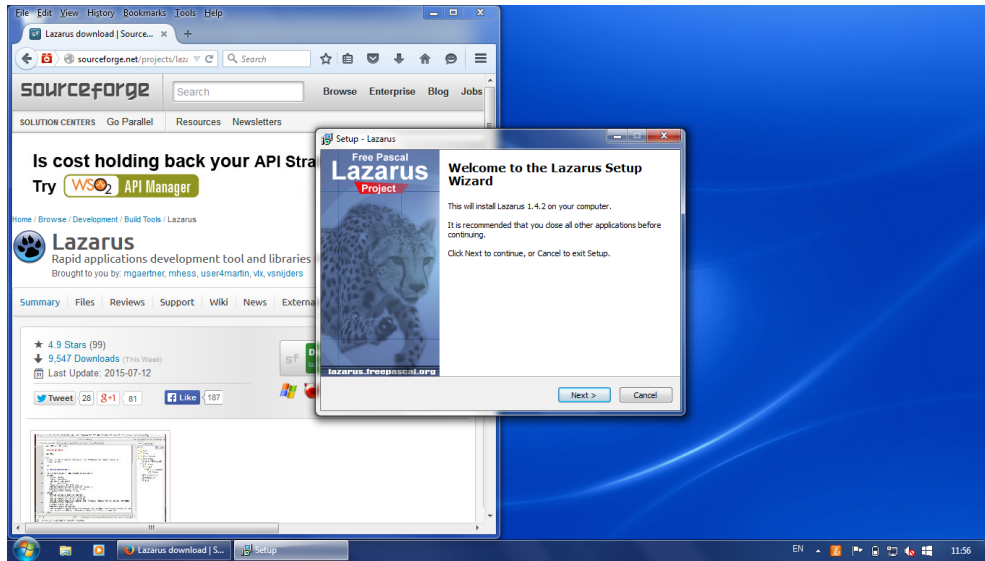 File Edit View History Bookmarks Tools Help
Lazarus download | Source...
sourceforge.net/projects/laz
Search
sourceforge
Search
Browse Enterprise Blog Jobs
SOLUTION CENTERS Go Parallel Resources Newsletters
Is cost holding back your API Stra
Try WSO2 API Manager
Home / Browse / Development / Build Tools / Lazarus
Lazarus
Rapid applications development tool and libraries
Brought to you by: mgaertner, mhess, user4martin, vlx, vsnijders
Summary Files Reviews Support Wiki News Externa
4.9 Stars (99)
9,547 Downloads (This Week)
Last Update: 2015-07-12
sf D
Tweet 28 g+1 81 Like 187
Setup - Lazarus
Free Pascal
Lazarus
Project
lazarus.freepascal.org
Welcome to the Lazarus Setup
Wizard
This will install Lazarus 1.4.2 on your computer.
It is recommended that you close all other applications before
continuing.
Click Next to continue, or Cancel to exit Setup.
Next > Cancel
Lazarus download | S...
Setup
EN
11:56